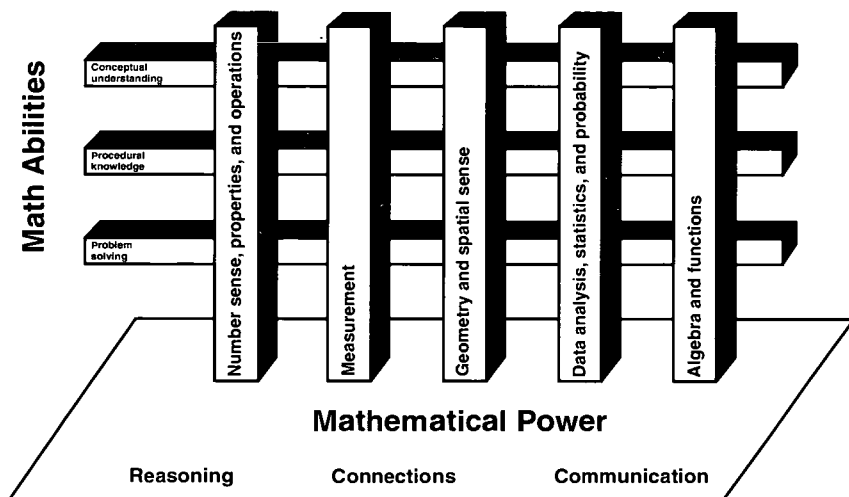 Math Abilities
Conceptual
understanding
Procedural
knowledge
Problem
solving
Number sense, properties, and operations
Measurement
Geometry and spatial sense
Data analysis, statistics, and probability
Algebra and functions
Mathematical Power
Reasoning
Connections
Communication